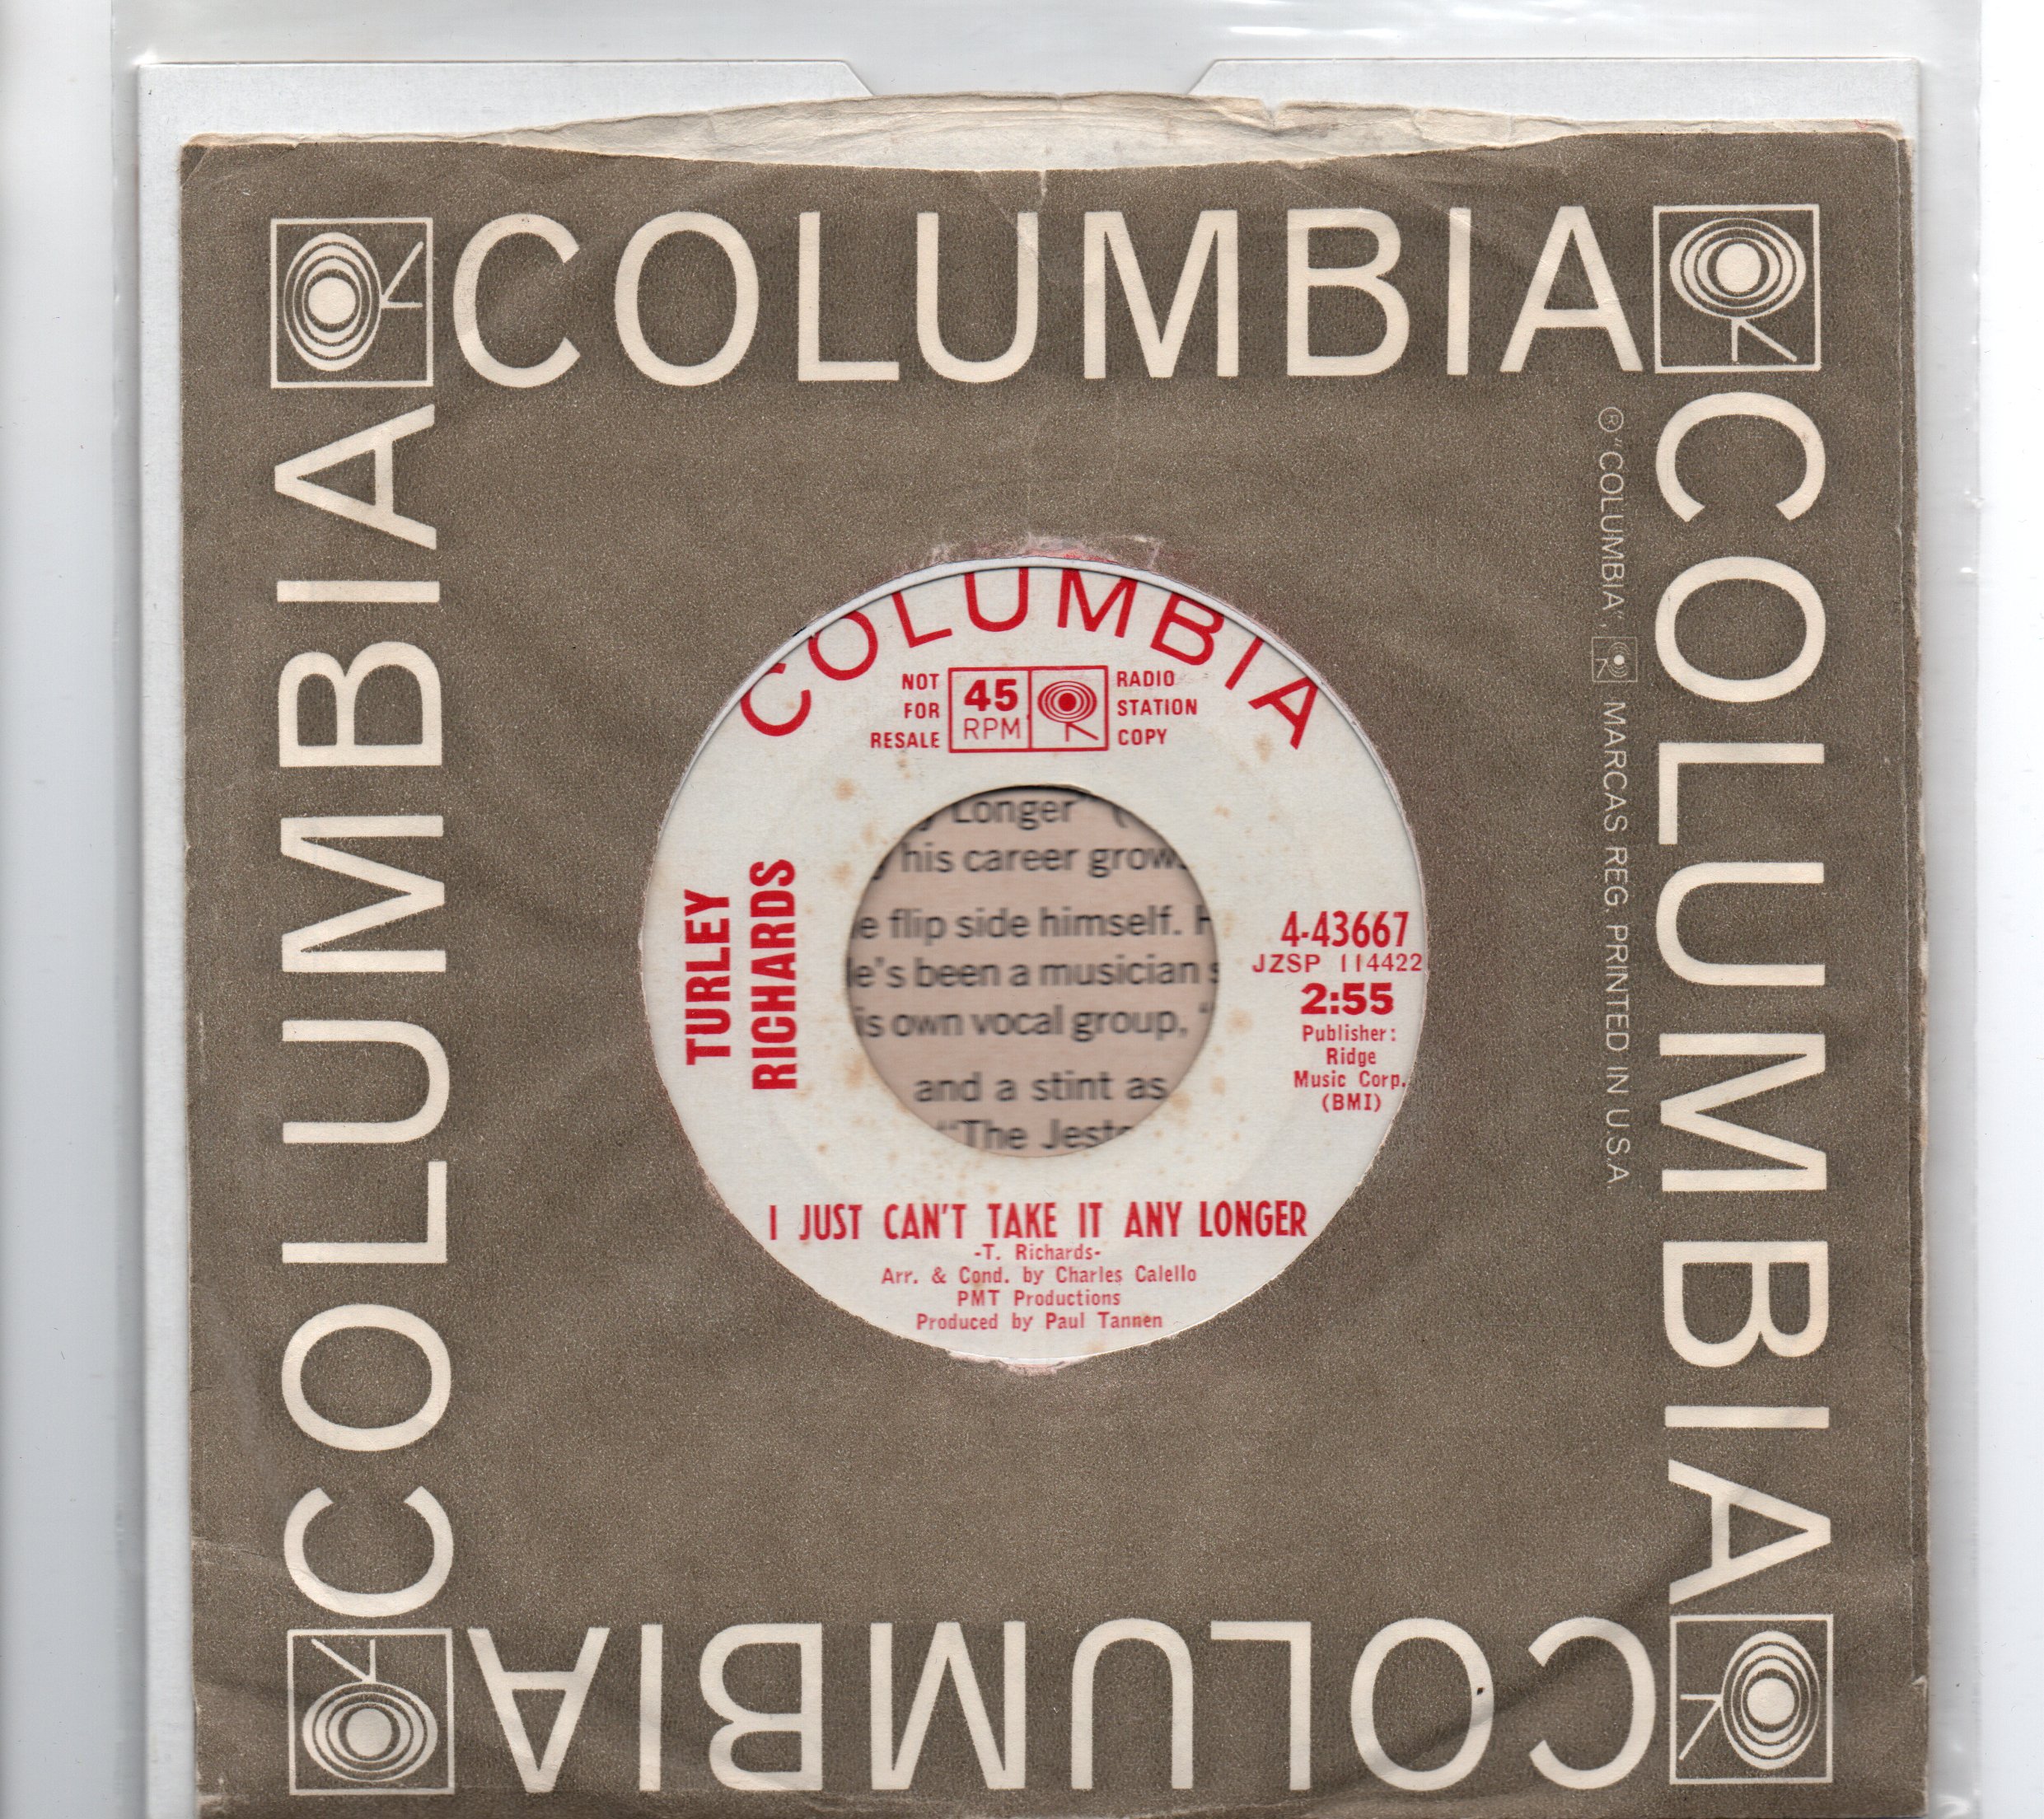 COLUMBIA
COLUMBIA
COLUMBIA
COLUMBIA
® "COLUMBIA", MARCAS REG. PRINTED IN U.S.A.
COLUMBIA
NOT
FOR
RESALE
45
RPM
RADIO
STATION
COPY
TURLEY
RICHARDS
4-43667
JZSP 114422
2:55
Publisher:
Ridge
Music Corp.
(BMI)
Longer
his career grow
flip side himself.
e's been a musician
is own vocal group,
and a stint as
"The
I JUST CAN'T TAKE IT ANY LONGER
-T. Richards-
Arr. & Cond. by Charles Calello
PMT Productions
Produced by Paul Tannen